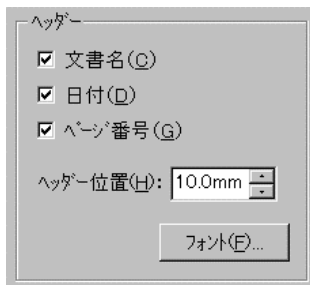 ﾍｯﾀﾞｰ
文書名(C)
日付(D)
ﾍﾟｰｼﾞ番号(G)
ﾍｯﾀﾞｰ位置(H): 10.0mm
ﾌｫﾝﾄ(F)...